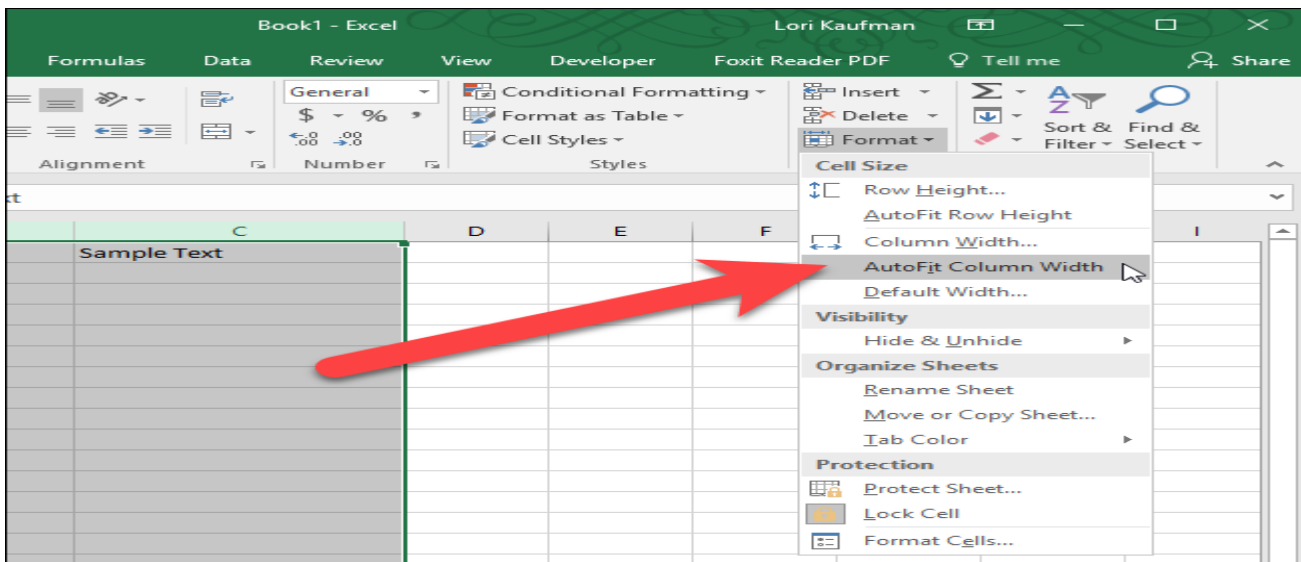 Book1 - Excel
Lori Kaufman
Formulas
Data
Review
View
Developer
Foxit Reader PDF
Tell me
Share
General
Conditional Formatting
Insert
$ %
Format as Table
Delete
Sort & Filter
Find & Select
Cell Styles
Format
Alignment
Number
Styles
Cell Size
Row Height...
AutoFit Row Height
Column Width...
AutoFit Column Width
Default Width...
Visibility
Hide & Unhide
Organize Sheets
Rename Sheet
Move or Copy Sheet...
Tab Color
Protection
Protect Sheet...
Lock Cell
Format Cells...
C
D
E
F
I
Sample Text